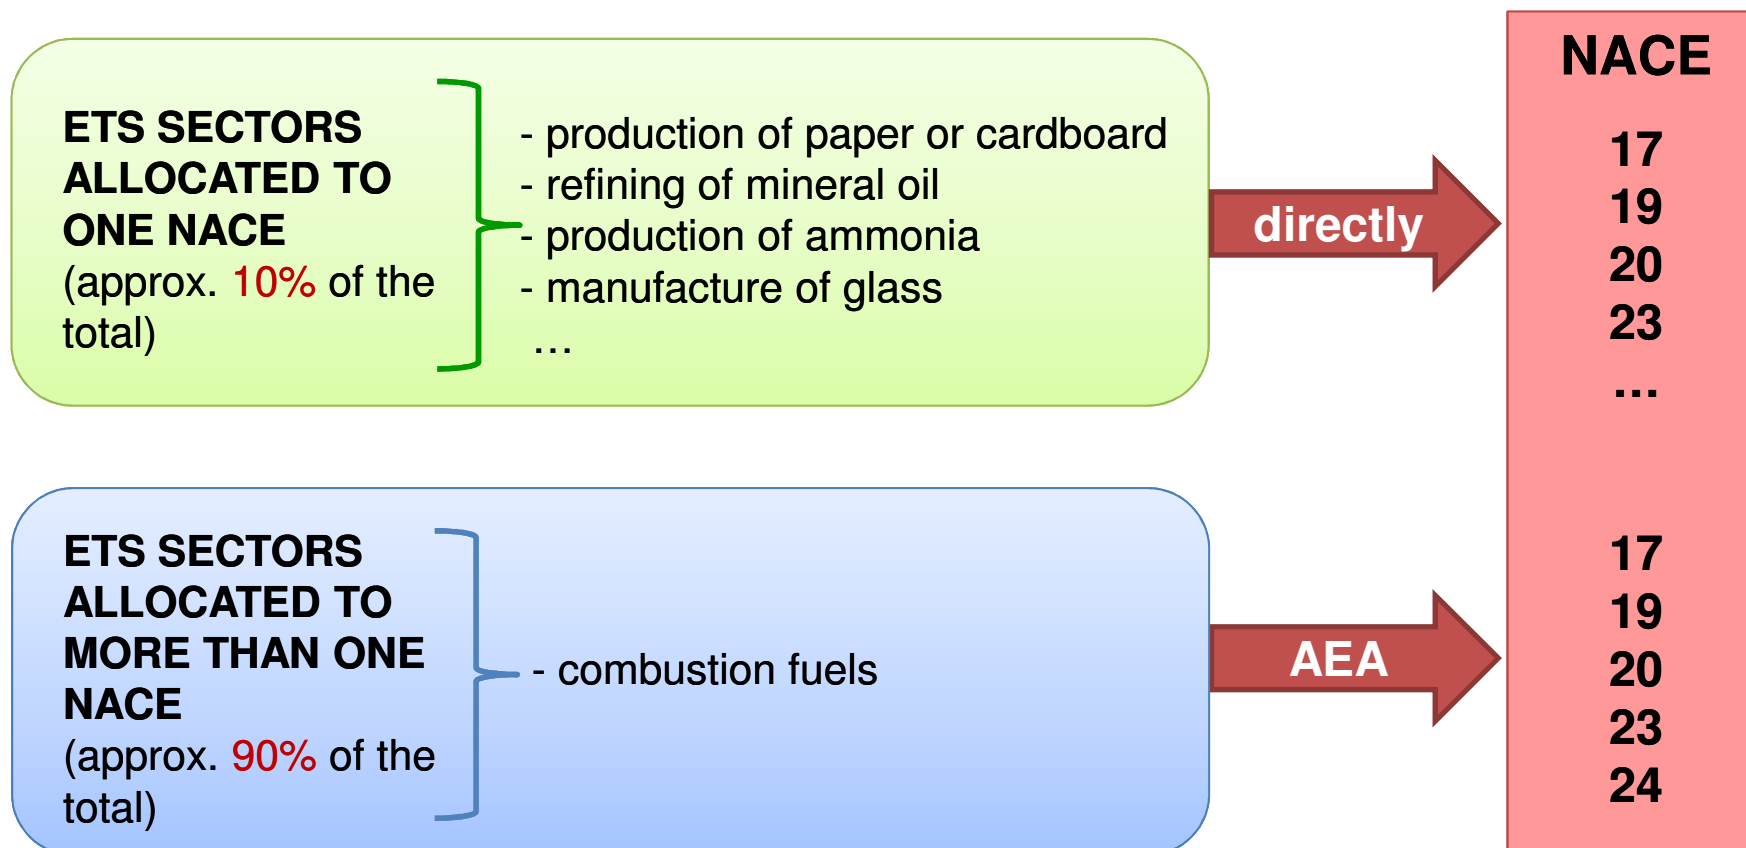 ETS SECTORS
ALLOCATED TO
ONE NACE
(approx. 10% of the
total)
- production of paper or cardboard
- refining of mineral oil
- production of ammonia
- manufacture of glass
...
directly
NACE
17
19
20
23
...
ETS SECTORS
ALLOCATED TO
MORE THAN ONE
NACE
(approx. 90% of the
total)
- combustion fuels
AEA
17
19
20
23
24